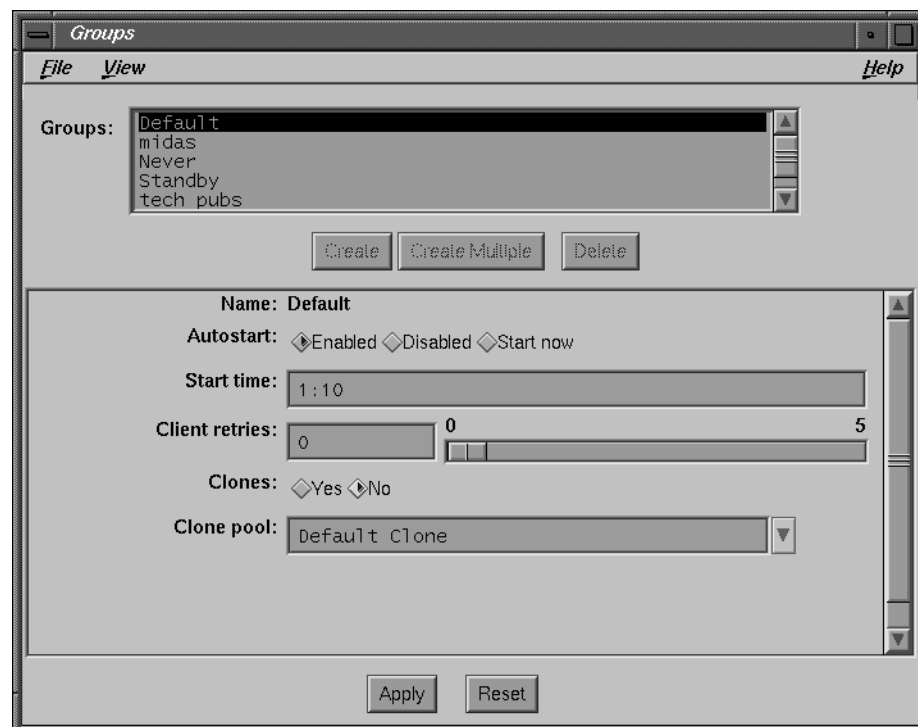 Groups
File View Help
Groups:
Default
midas
Never
Standby
tech pubs
Create Create Multiple Delete
Name: Default
Autostart: Enabled Disabled Start now
Start time: 1:10
Client retries: 0 0 5
Clones: Yes No
Clone pool: Default Clone
Apply Reset